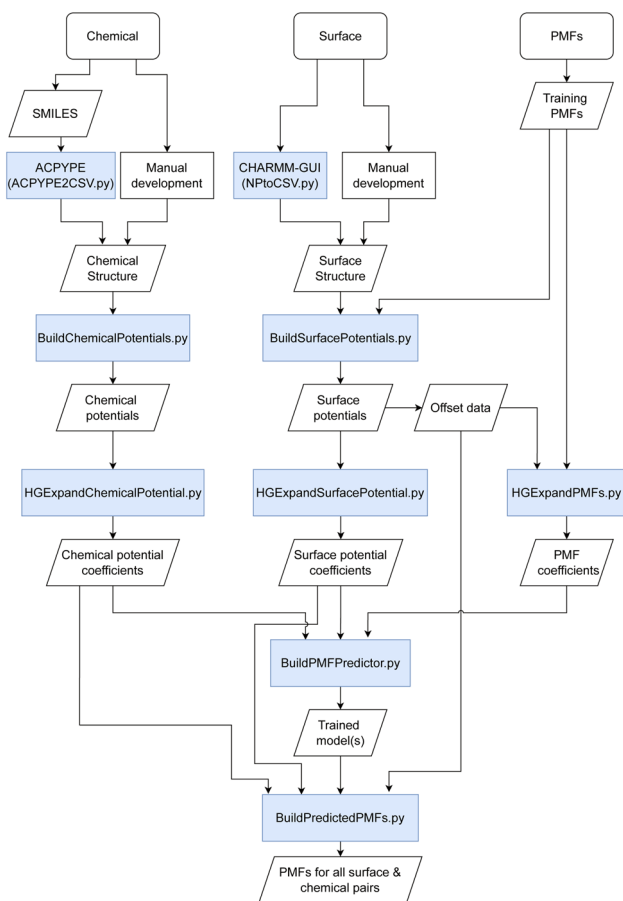 Chemical
Surface
PMFs
SMILES
Training
PMFs
ACPYPE
(ACPYPE2CSV.py)
Manual
development
CHARMM-GUI
(NPtoCSV.py)
Manual
development
Chemical
Structure
Surface
Structure
BuildChemicalPotentials.py
BuildSurfacePotentials.py
Chemical
potentials
Surface
potentials
Offset data
HGExpandChemicalPotential.py
HGExpandSurfacePotential.py
HGExpandPMFs.py
Chemical potential
coefficients
Surface potential
coefficients
PMF
coefficients
BuildPMFPredictor.py
Trained
model(s)
BuildPredictedPMFs.py
PMFs for all surface &
chemical pairs